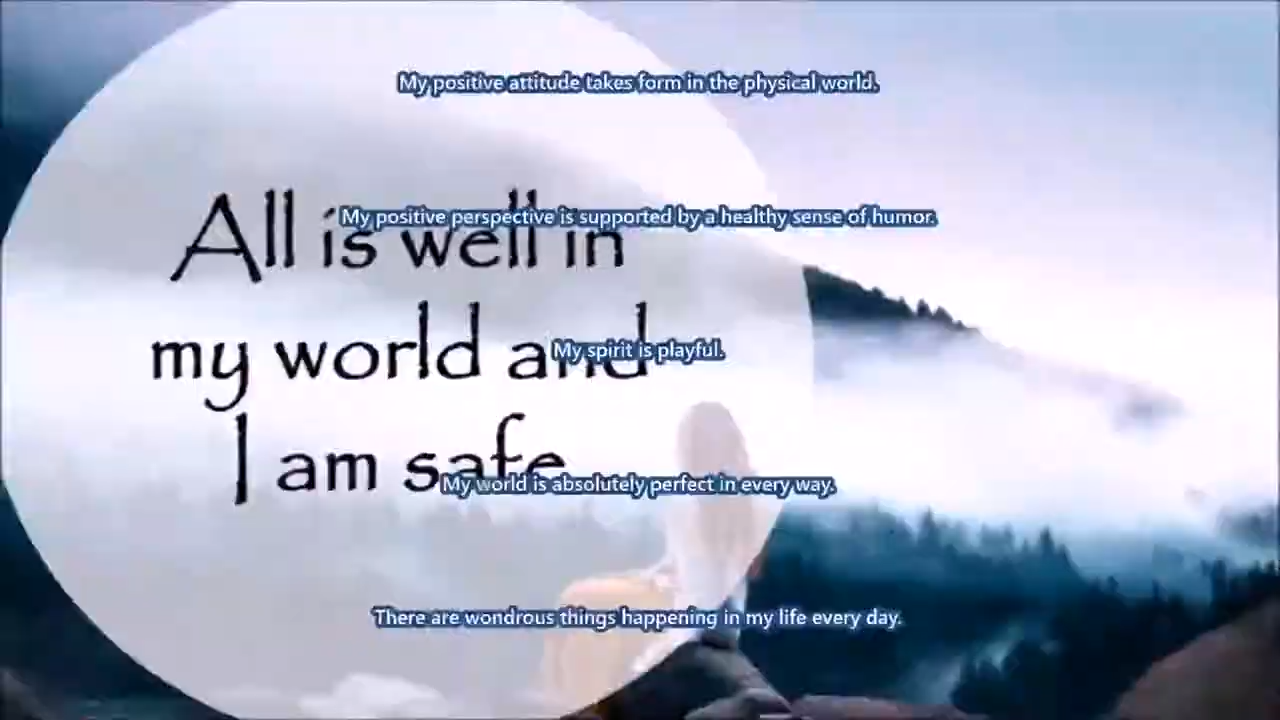 My positive attitude takes form in the physical world.
My positive perspective is supported by a healthy sense of humor.
All is well in
my world and
My spirit is playful.
I am safe
My world is absolutely perfect in every way.
There are wondrous things happening in my life every day.